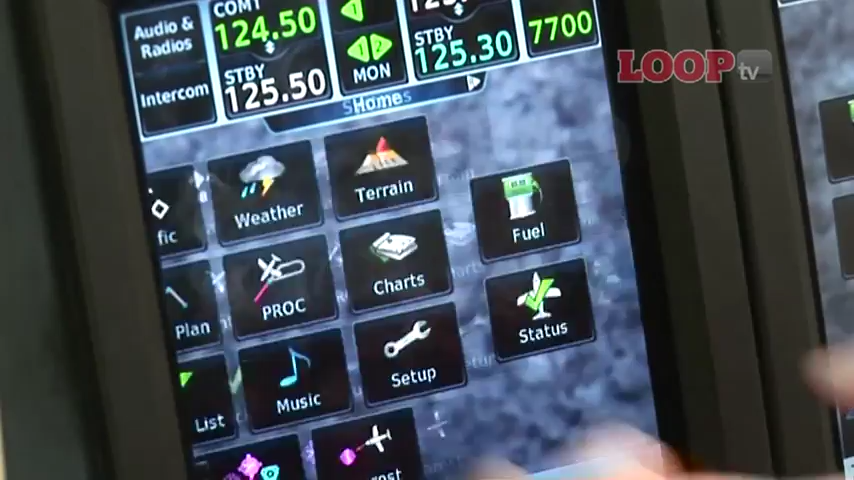 Audio &
Radios
COM1
124.50
STBY
125.50
Intercom
MON
STBY
125.30
7700
LOOP tv
Home
Weather
Terrain
Fuel
fic
PROC
Charts
Status
Plan
Music
Setup
List